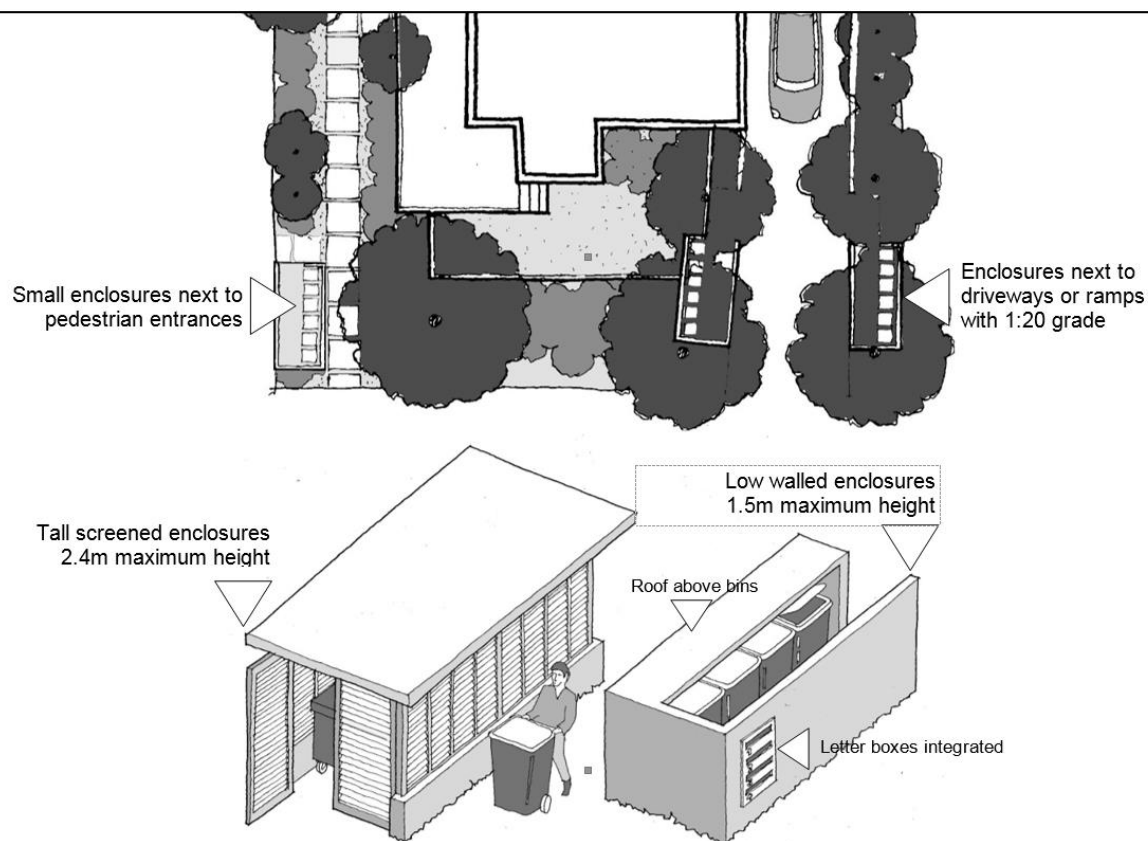 Small enclosures next to
pedestrian entrances
Enclosures next to
driveways or ramps
with 1:20 grade
Tall screened enclosures
2.4m maximum height
Low walled enclosures
1.5m maximum height
Roof above bins
Letter boxes integrated